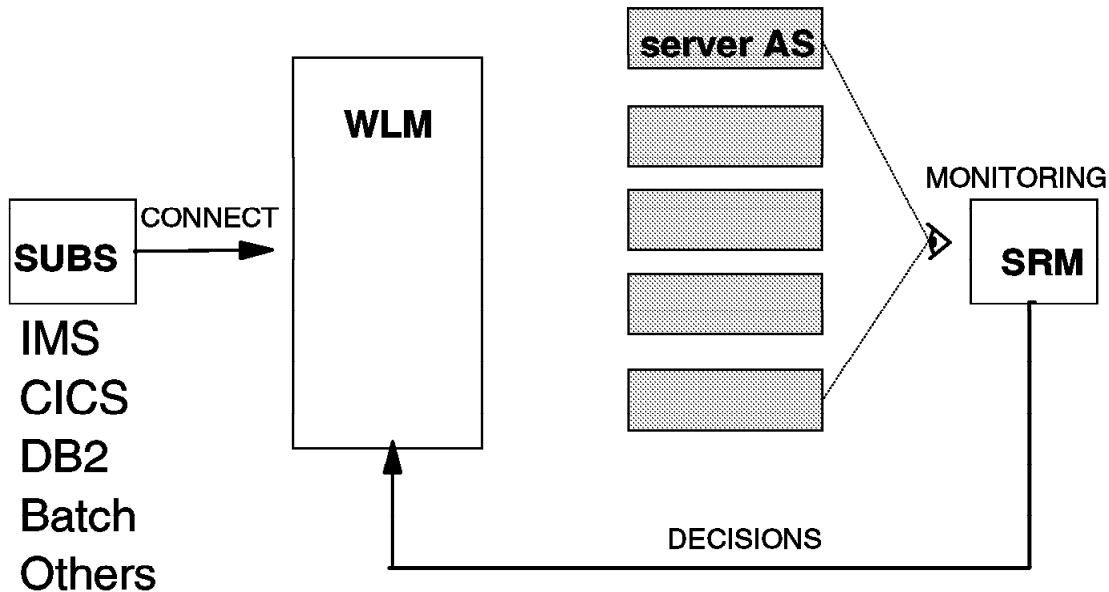 server AS
WLM
MONITORING
CONNECT
SUBS
SRM
IMS
CICS
DB2
Batch
DECISIONS
Others